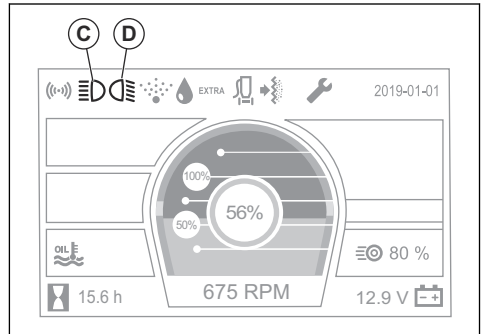 C D
EXTRA 2019-01-01
100%
56%
50%
OIL 80 %
15.6 h 675 RPM 12.9 V